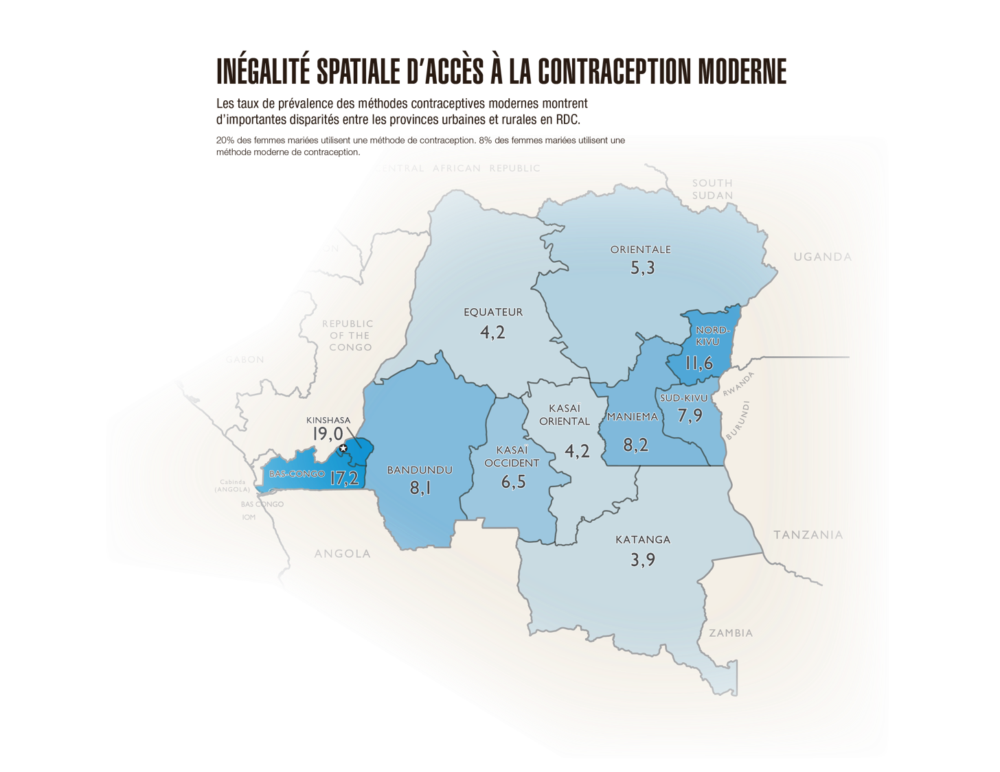 INÉGALITÉ SPATIALE D'ACCÈS À LA CONTRACEPTION MODERNE
Les taux de prévalence des méthodes contraceptives modernes montrent
d'importantes disparités entre les provinces urbaines et rurales en RDC.
20% des femmes mariées utilisent une méthode de contraception. 8% des femmes mariées utilisent une
méthode moderne de contraception.
CENTRAL AFRICAN REPUBLIC
SOUTH
SUDAN
ORIENTALE
5,3
UGANDA
EQUATEUR
4,2
REPUBLIC
OF THE
CONGO
NORD-
KIVU
11,6
GABON
RWANDA
BURUNDI
SUD-KIVU
7,9
KASAÏ
ORIENTAL
4,2
MANIEMA
8,2
KINSHASA
19,0
KASAÏ
OCCIDENT
6,5
BANDUNDU
8,1
BAS-CONGO 17,2
Cabinda
(ANGOLA)
BAS CONGO
IOM
ANGOLA
KATANGA
3,9
TANZANIA
ZAMBIA